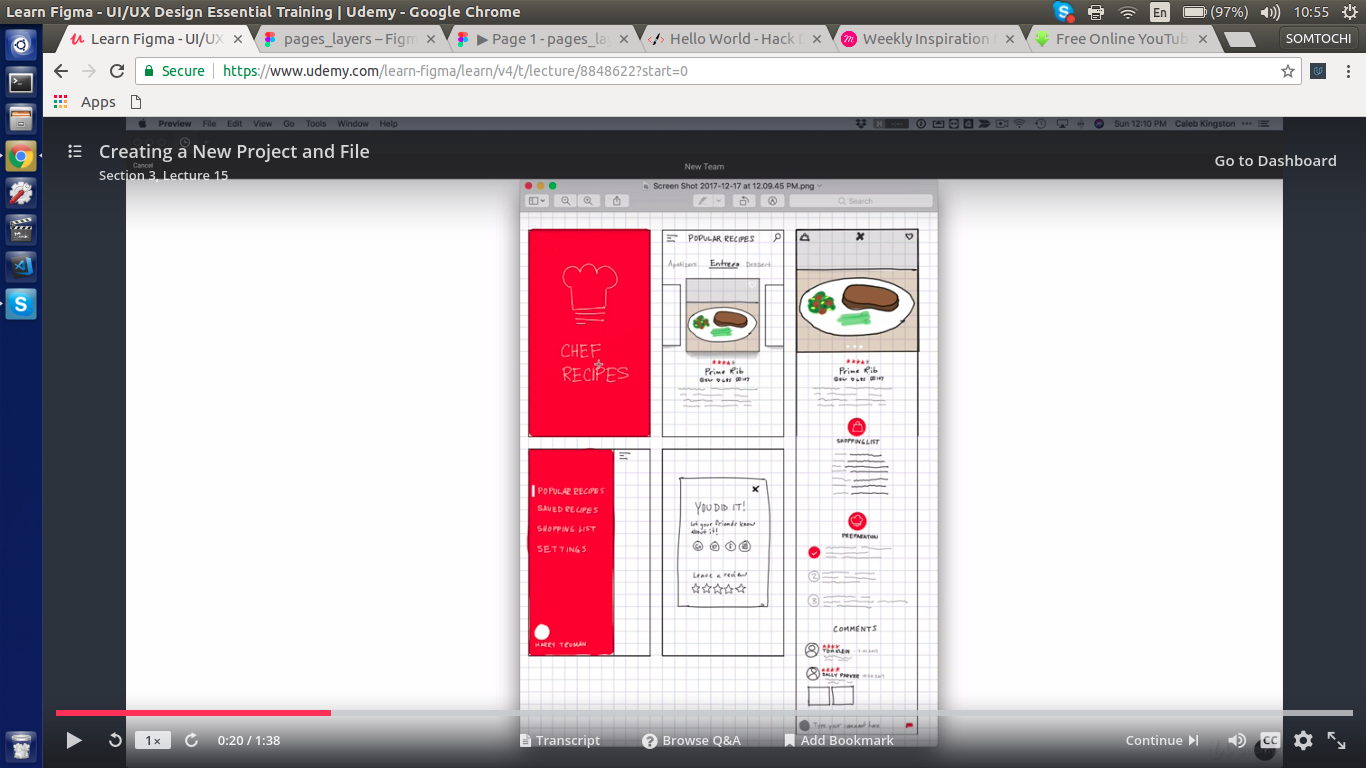 Learn Figma - UI/UX Design Essential Training | Udemy - Google Chrome
En (97%) 10:55
Learn Figma - UI/UX
pages_layers – Figm
▶ Page 1 - pages_la
Hello World - Hack D
Weekly Inspiration
Free Online YouTub
SOMTOCHI
Secure https://www.udemy.com/learn-figma/learn/v4/t/lecture/8848622?start=0
Apps
Preview File Edit View Go Tools Window Help
Sun 12:10 PM Caleb Kingston
Creating a New Project and File
Section 3, Lecture 15
Go to Dashboard
Cancel
New Team
Screen Shot 2017-12-17 at 12.09.45 PM.png
Search
CHEF
RECIPES
POPULAR RECIPES
Appetizers Entrees Dessert
Prime Rib
Prime Rib
SHOPPING LIST
PREPARATION
2
3
COMMENTS
TOM KLEIN
SALLY PARKER
Type your comment here
POPULAR RECIPES
SAVED RECIPES
SHOPPING LIST
SETTINGS
HARRY TRUMAN
YOU DID IT!
Let your friends know
about it!
Leave a review
1×
0:20 / 1:38
Transcript
Browse Q&A
Add Bookmark
Continue
CC